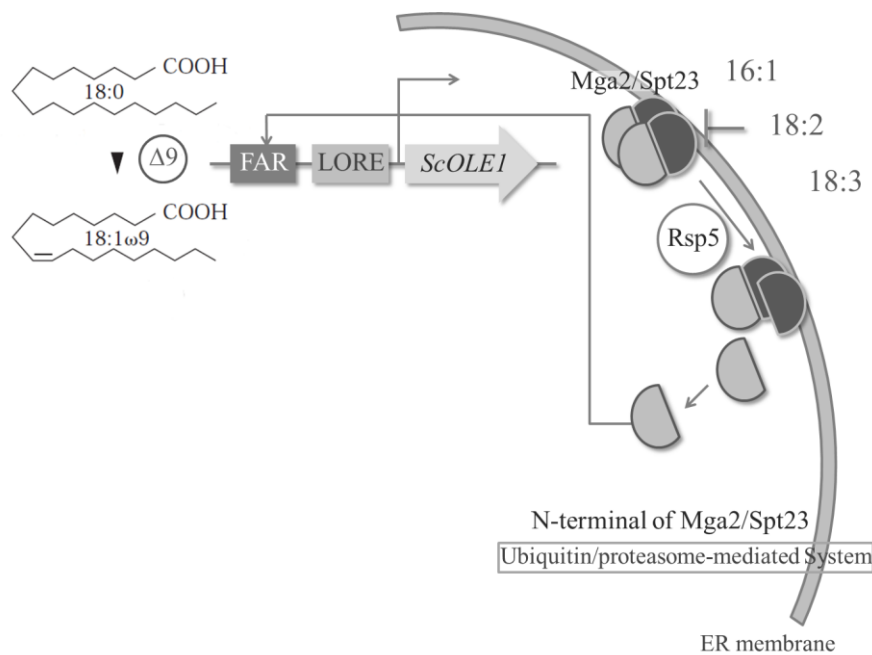 COOH
18:0
Δ9
COOH
18:1ω9
FAR
LORE
ScOLE1
Mga2/Spt23
16:1
18:2
18:3
Rsp5
N-terminal of Mga2/Spt23
Ubiquitin/proteasome-mediated System
ER membrane